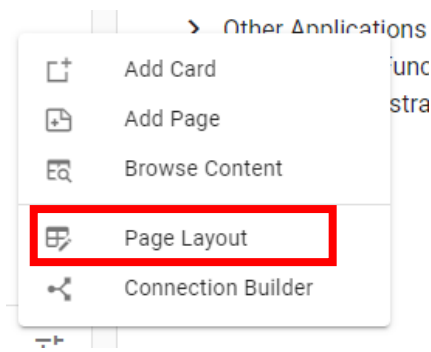 Other Applications
Add Card
Add Page
Browse Content
Page Layout
Connection Builder